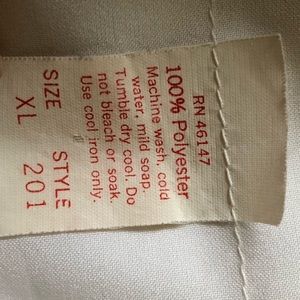 RN 46147
100% Polyester
Machine wash, cold
water, mild soap.
Tumble dry cool. Do
not bleach or soak.
Use cool iron only.
SIZE STYLE
XL 201